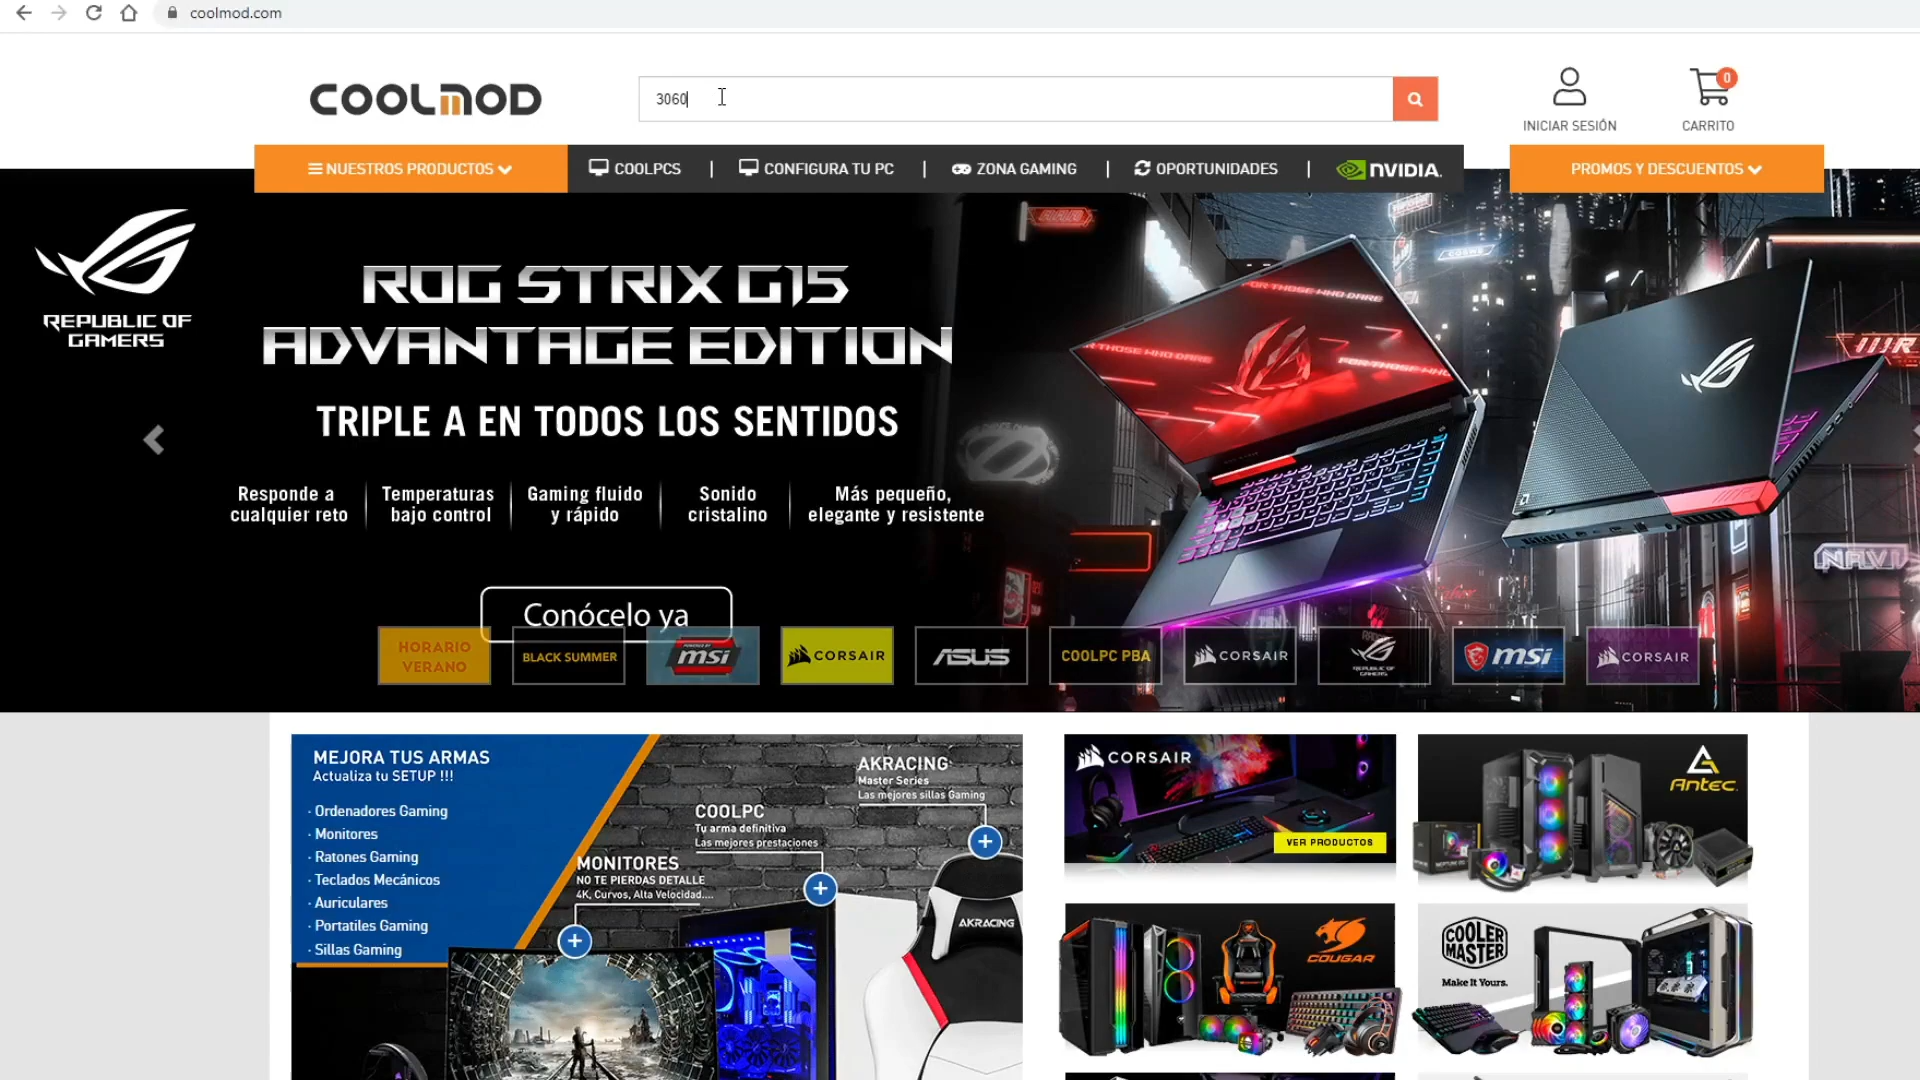 coolmod.com
COOLMOD
3060
INICIAR SESIÓN
0
CARRITO
NUESTROS PRODUCTOS
COOLPCS
|
CONFIGURA TU PC
|
ZONA GAMING
|
OPORTUNIDADES
|
NVIDIA.
PROMOS Y DESCUENTOS
REPUBLIC OF
GAMERS
ROG STRIX G15
ADVANTAGE EDITION
TRIPLE A EN TODOS LOS SENTIDOS
Responde a
cualquier reto
Temperaturas
bajo control
Gaming fluido
y rápido
Sonido
cristalino
Más pequeño,
elegante y resistente
Conócelo ya
HORARIO
VERANO
BLACK SUMMER
msi
CORSAIR
ASUS
COOLPC PBA
CORSAIR
REPUBLIC OF
GAMERS
msi
CORSAIR
MEJORA TUS ARMAS
Actualiza tu SETUP !!!
· Ordenadores Gaming
· Monitores
· Ratones Gaming
· Teclados Mecánicos
· Auriculares
· Portatiles Gaming
· Sillas Gaming
MONITORES
NO TE PIERDAS DETALLE
4K, Curvos, Alta Velocidad....
COOLPC
Tu arma definitiva
Las mejores prestaciones
AKRACING
Master Series
Las mejores sillas Gaming
AKRACING
CORSAIR
VER PRODUCTOS
Antec.
COUGAR
COOLER
MASTER
Make It Yours.